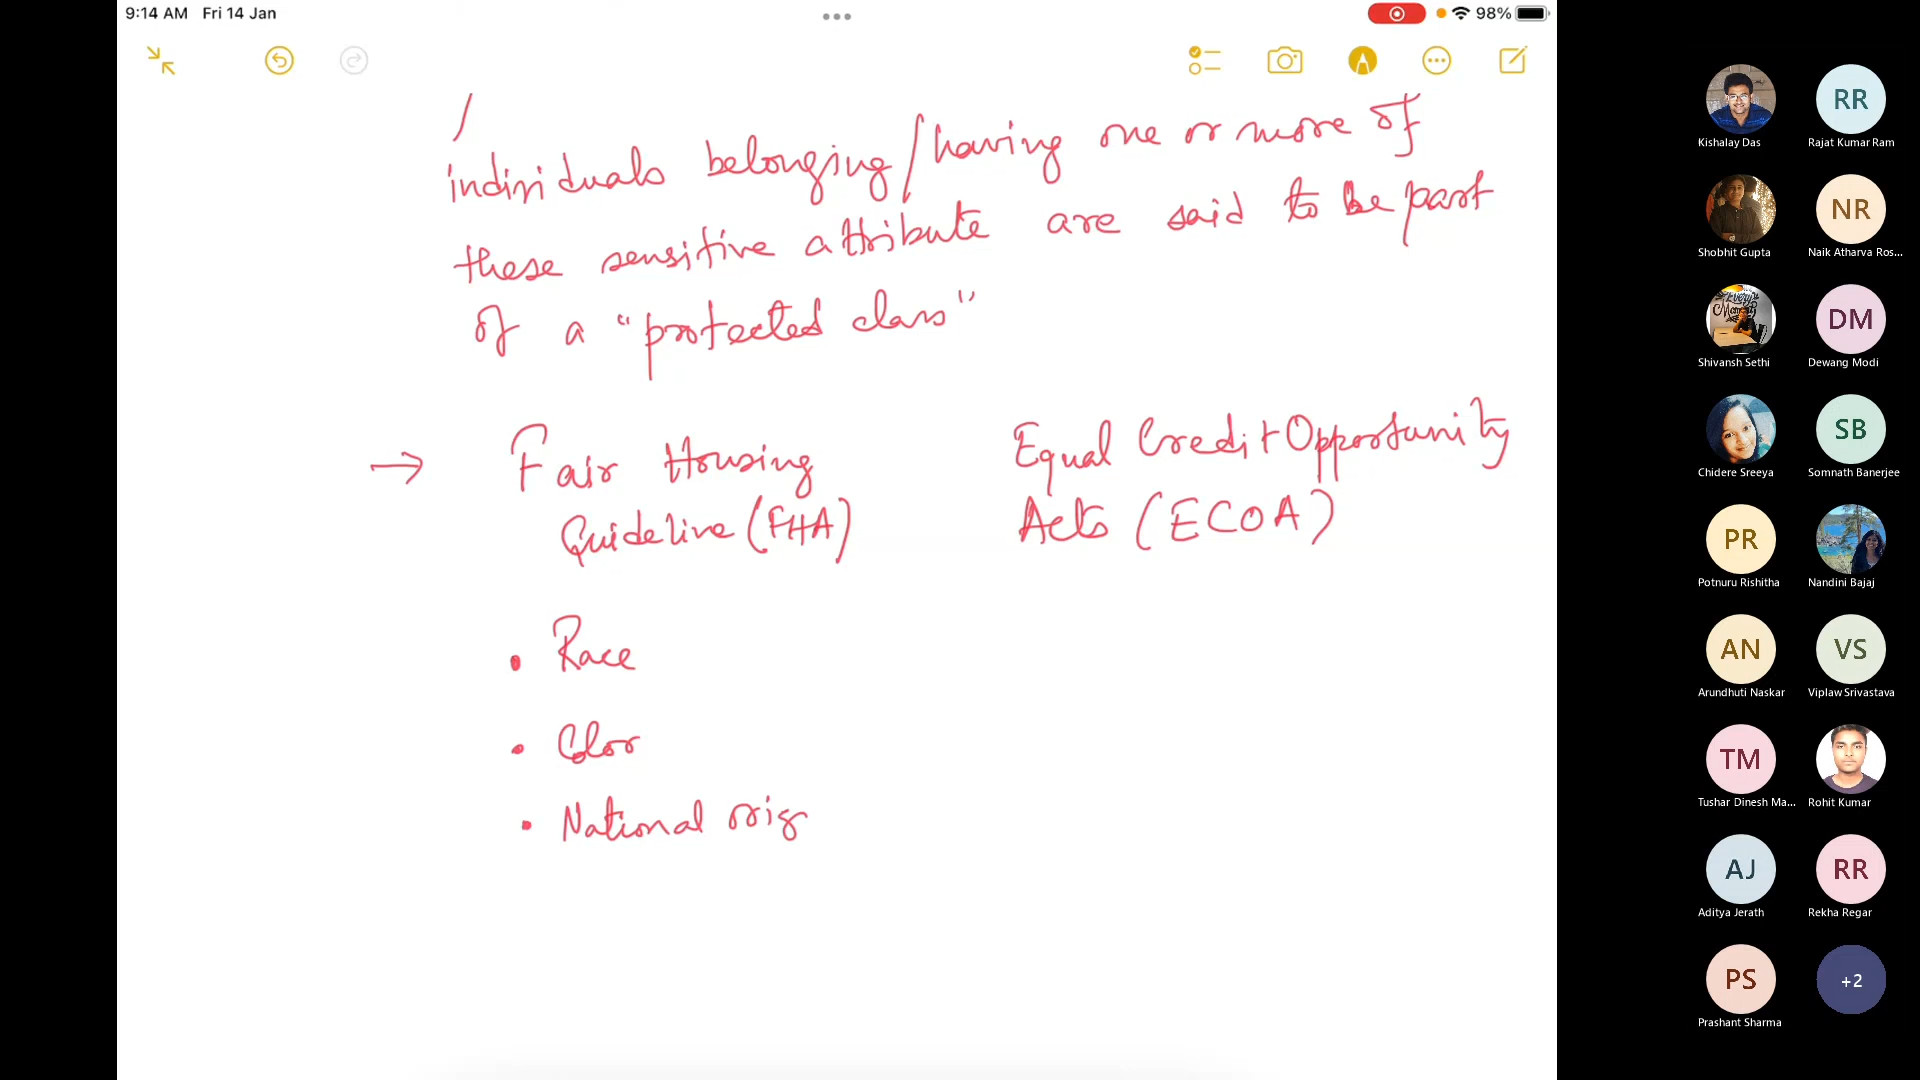 9:14 AM Fri 14 Jan
98%
individuals belonging/having one or more of
these sensitive attribute are said to be part
of a "protected class"
→ Fair Housing Equal Credit Opportunity
Guideline (FHA) Acts (ECOA)
• Race
• Color
• National orig
Kishalay Das
RR
Rajat Kumar Ram
Shobhit Gupta
NR
Naik Atharva Ros...
Every
Shivansh Sethi
DM
Dewang Modi
Chidere Sreeya
SB
Somnath Banerjee
PR
Potnuru Rishitha
Nandini Bajaj
AN
Arundhuti Naskar
VS
Viplaw Srivastava
TM
Tushar Dinesh Ma...
Rohit Kumar
AJ
Aditya Jerath
RR
Rekha Regar
PS
Prashant Sharma
+2